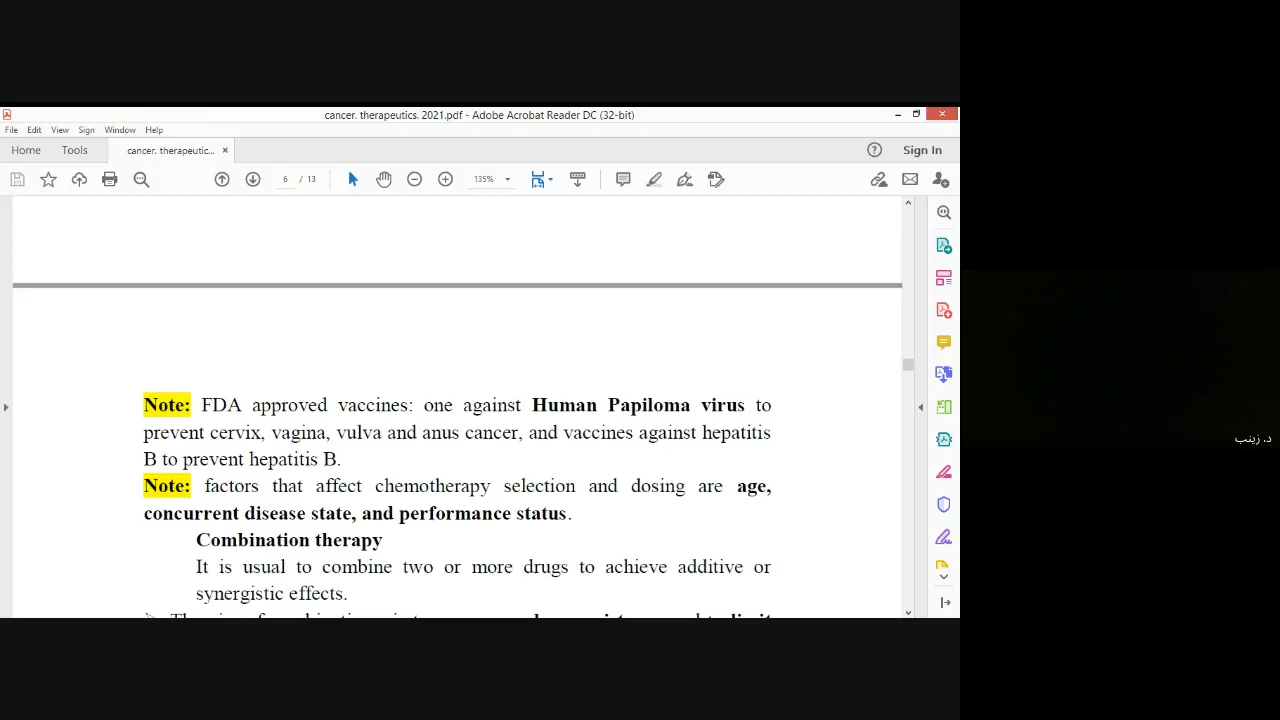 cancer. therapeutics. 2021.pdf - Adobe Acrobat Reader DC (32-bit)
File Edit View Sign Window Help
Home Tools cancer. therapeutic... × Sign In
6 / 13 135%
Note: FDA approved vaccines: one against Human Papiloma virus to
prevent cervix, vagina, vulva and anus cancer, and vaccines against hepatitis
B to prevent hepatitis B.
Note: factors that affect chemotherapy selection and dosing are age,
concurrent disease state, and performance status.
Combination therapy
It is usual to combine two or more drugs to achieve additive or
synergistic effects.
د. زينب